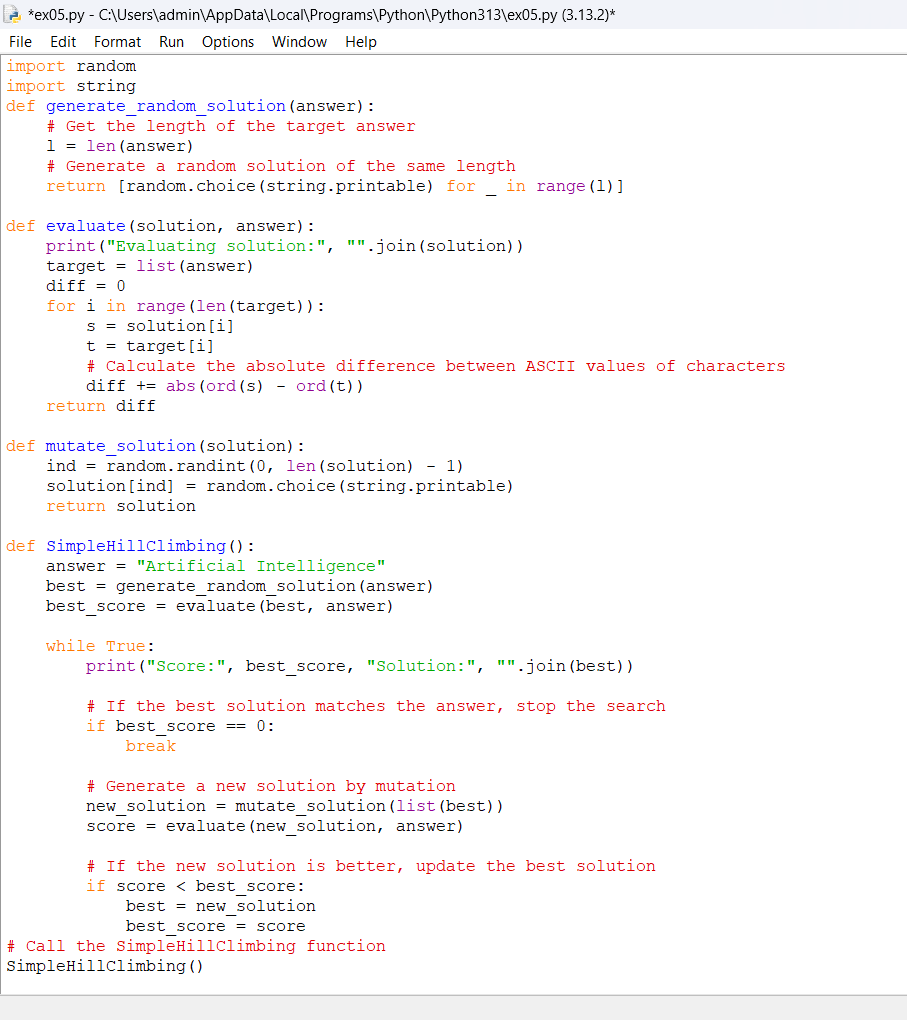 *ex05.py - C:\Users\admin\AppData\Local\Programs\Python\Python313\ex05.py (3.13.2)*
File Edit Format Run Options Window Help
import random
import string
def generate_random_solution(answer):
    # Get the length of the target answer
    l = len(answer)
    # Generate a random solution of the same length
    return [random.choice(string.printable) for _ in range(l)]

def evaluate(solution, answer):
    print("Evaluating solution:", "".join(solution))
    target = list(answer)
    diff = 0
    for i in range(len(target)):
        s = solution[i]
        t = target[i]
        # Calculate the absolute difference between ASCII values of characters
        diff += abs(ord(s) - ord(t))
    return diff

def mutate_solution(solution):
    ind = random.randint(0, len(solution) - 1)
    solution[ind] = random.choice(string.printable)
    return solution

def SimpleHillClimbing():
    answer = "Artificial Intelligence"
    best = generate_random_solution(answer)
    best_score = evaluate(best, answer)

    while True:
        print("Score:", best_score, "Solution:", "".join(best))

        # If the best solution matches the answer, stop the search
        if best_score == 0:
            break

        # Generate a new solution by mutation
        new_solution = mutate_solution(list(best))
        score = evaluate(new_solution, answer)

        # If the new solution is better, update the best solution
        if score < best_score:
            best = new_solution
            best_score = score
# Call the SimpleHillClimbing function
SimpleHillClimbing()